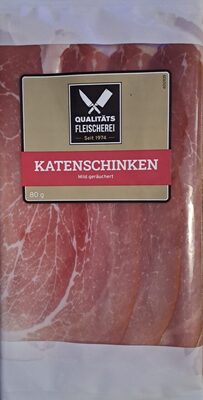 QUALITÄTS
FLEISCHEREI
Seit 1974
KATENSCHINKEN
Mild geräuchert
80 g